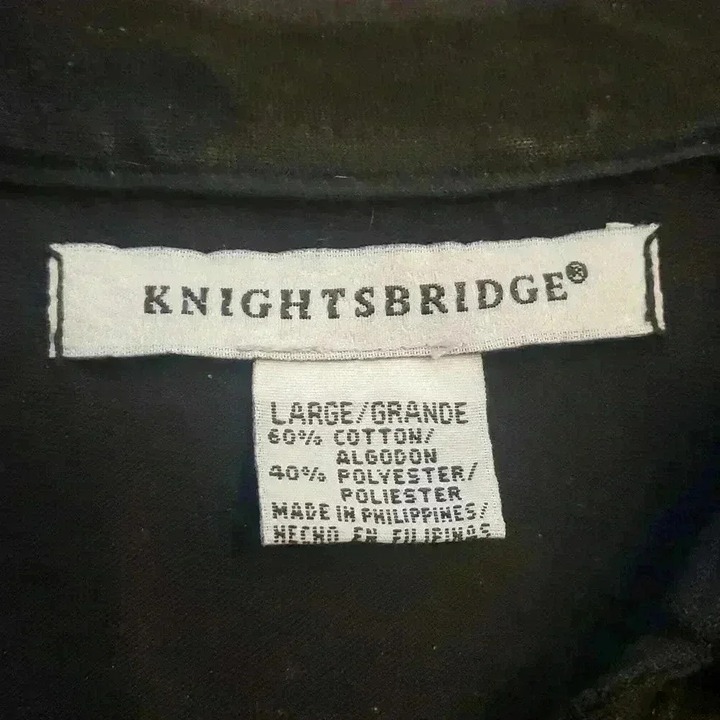 KNIGHTSBRIDGE®
LARGE/GRANDE
60% COTTON/
ALGODON
40% POLYESTER/
POLIESTER
MADE IN PHILIPPINES/
HECHO EN FILIPINAS